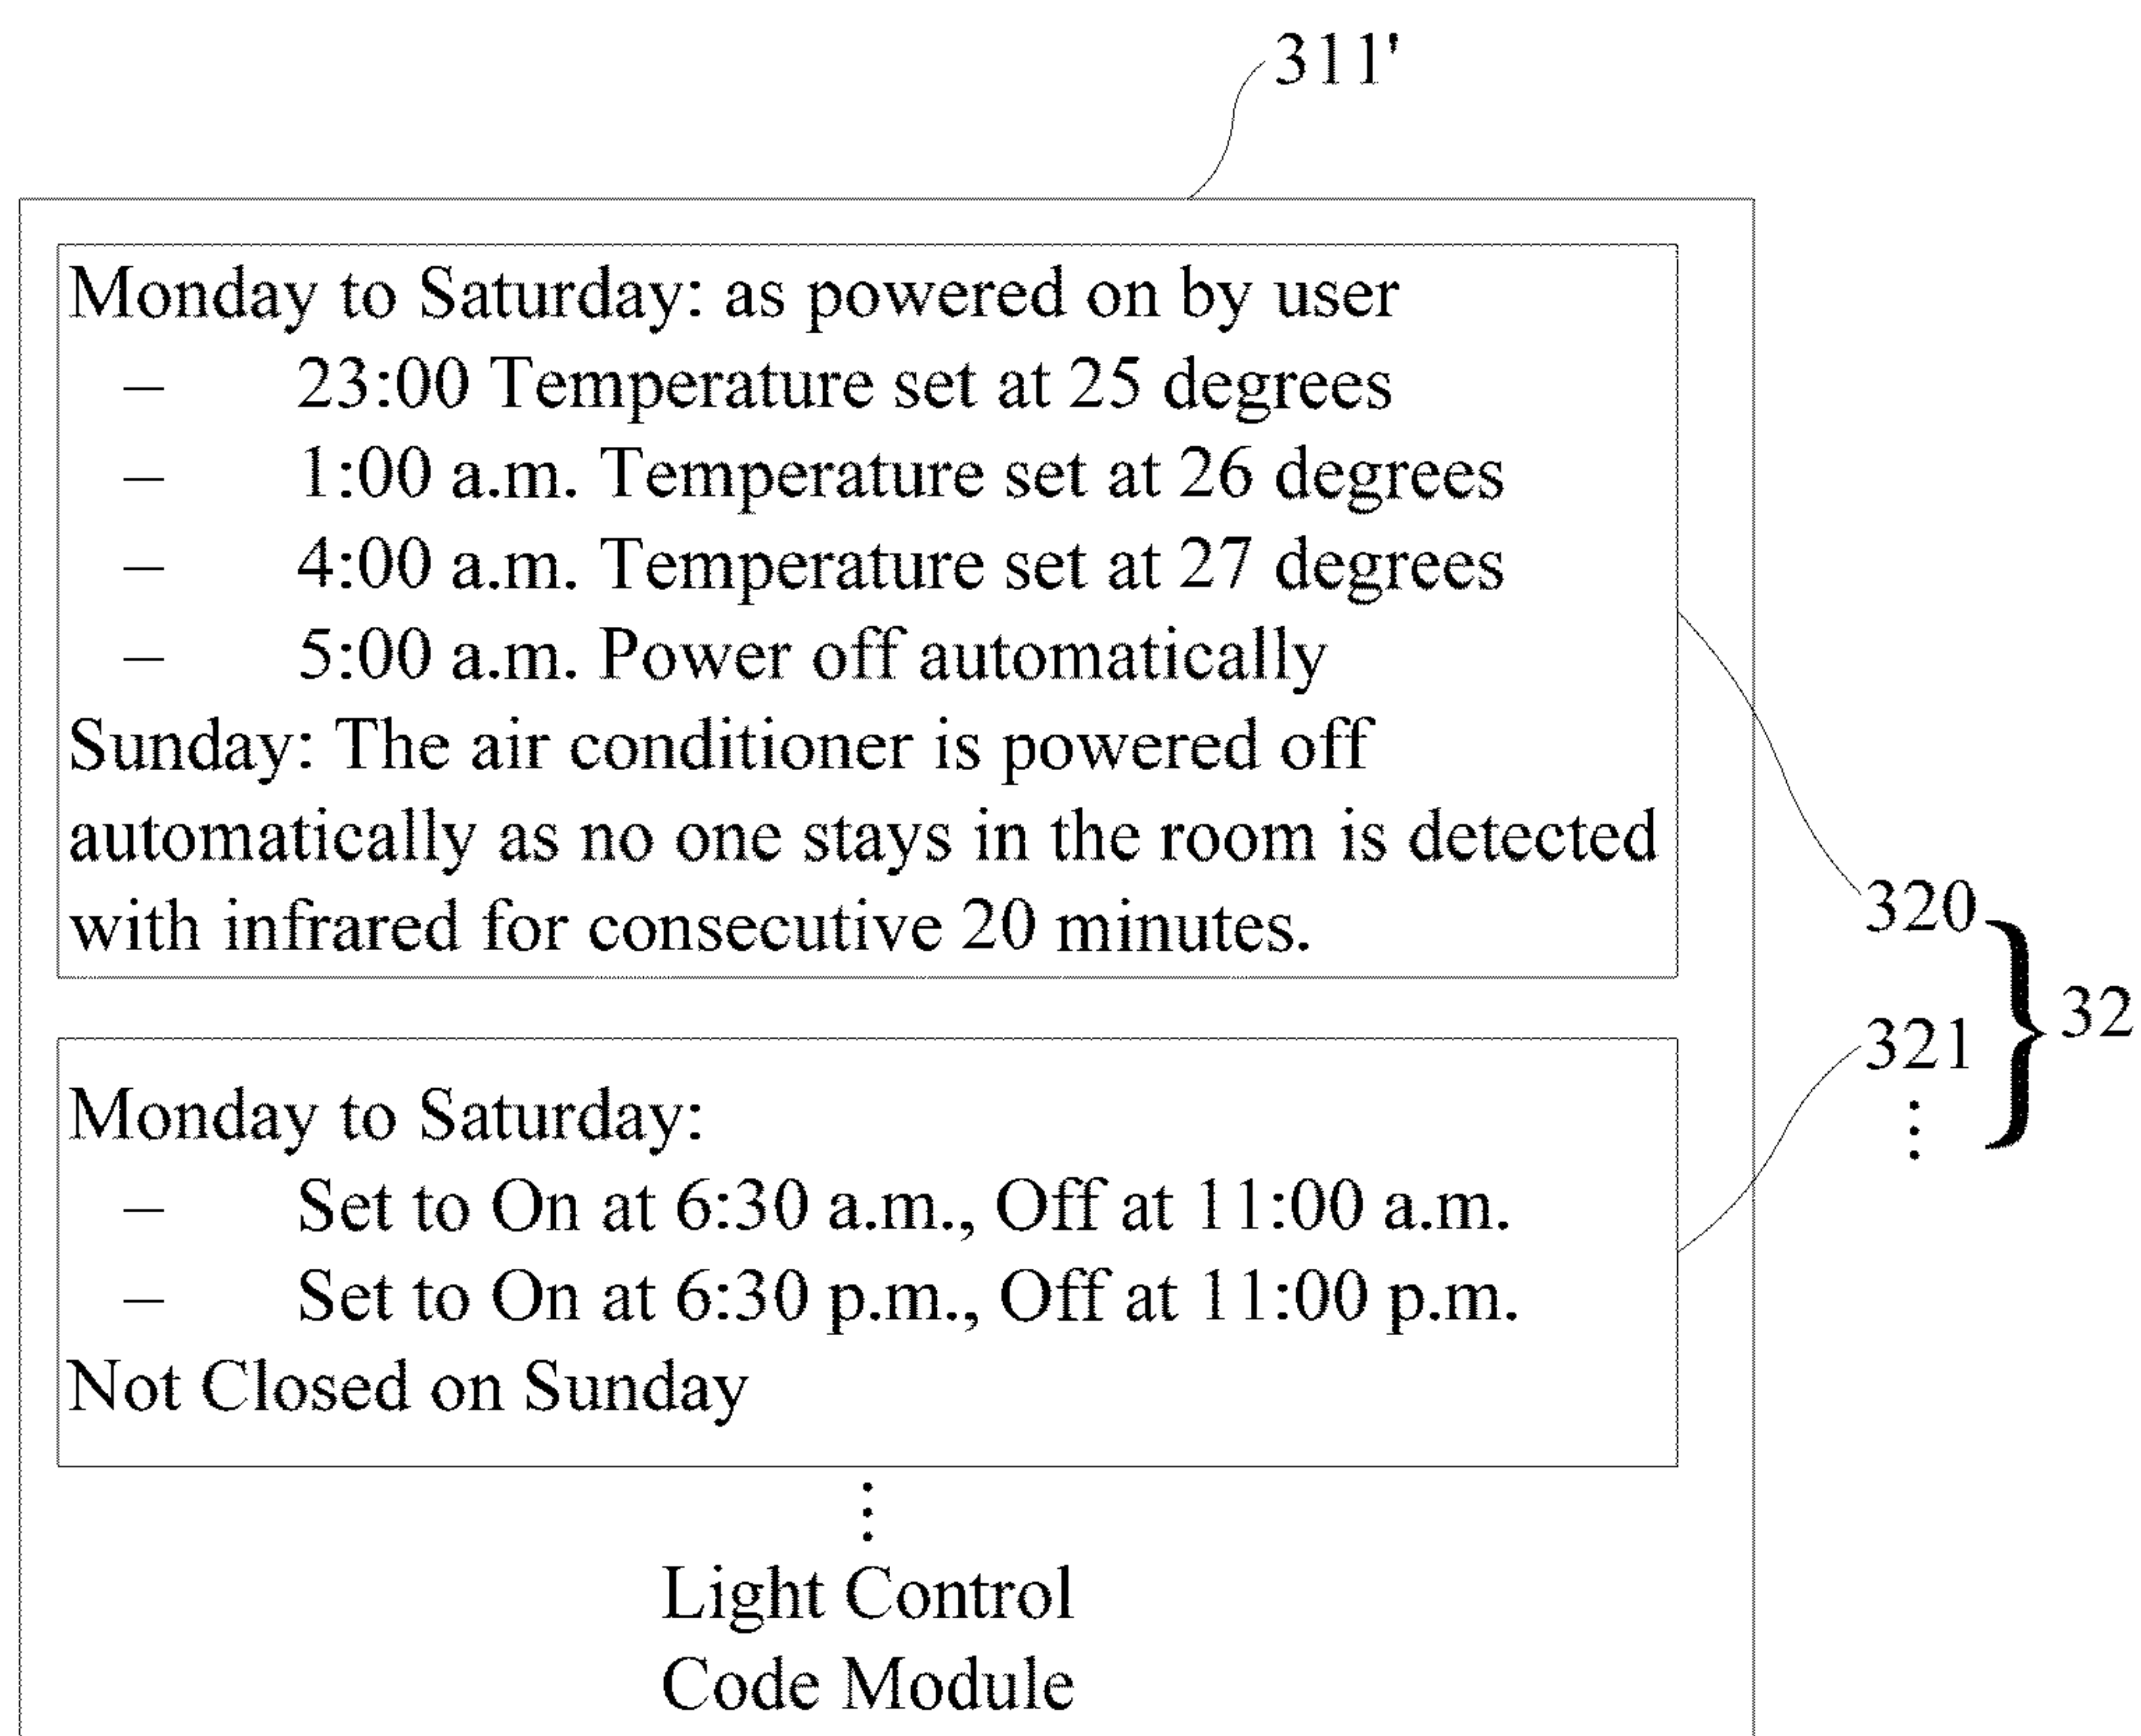 311'
Monday to Saturday: as powered on by user
– 23:00 Temperature set at 25 degrees
– 1:00 a.m. Temperature set at 26 degrees
– 4:00 a.m. Temperature set at 27 degrees
– 5:00 a.m. Power off automatically
Sunday: The air conditioner is powered off
automatically as no one stays in the room is detected
with infrared for consecutive 20 minutes.
320
32
321
Monday to Saturday:
– Set to On at 6:30 a.m., Off at 11:00 a.m.
– Set to On at 6:30 p.m., Off at 11:00 p.m.
Not Closed on Sunday
Light Control
Code Module